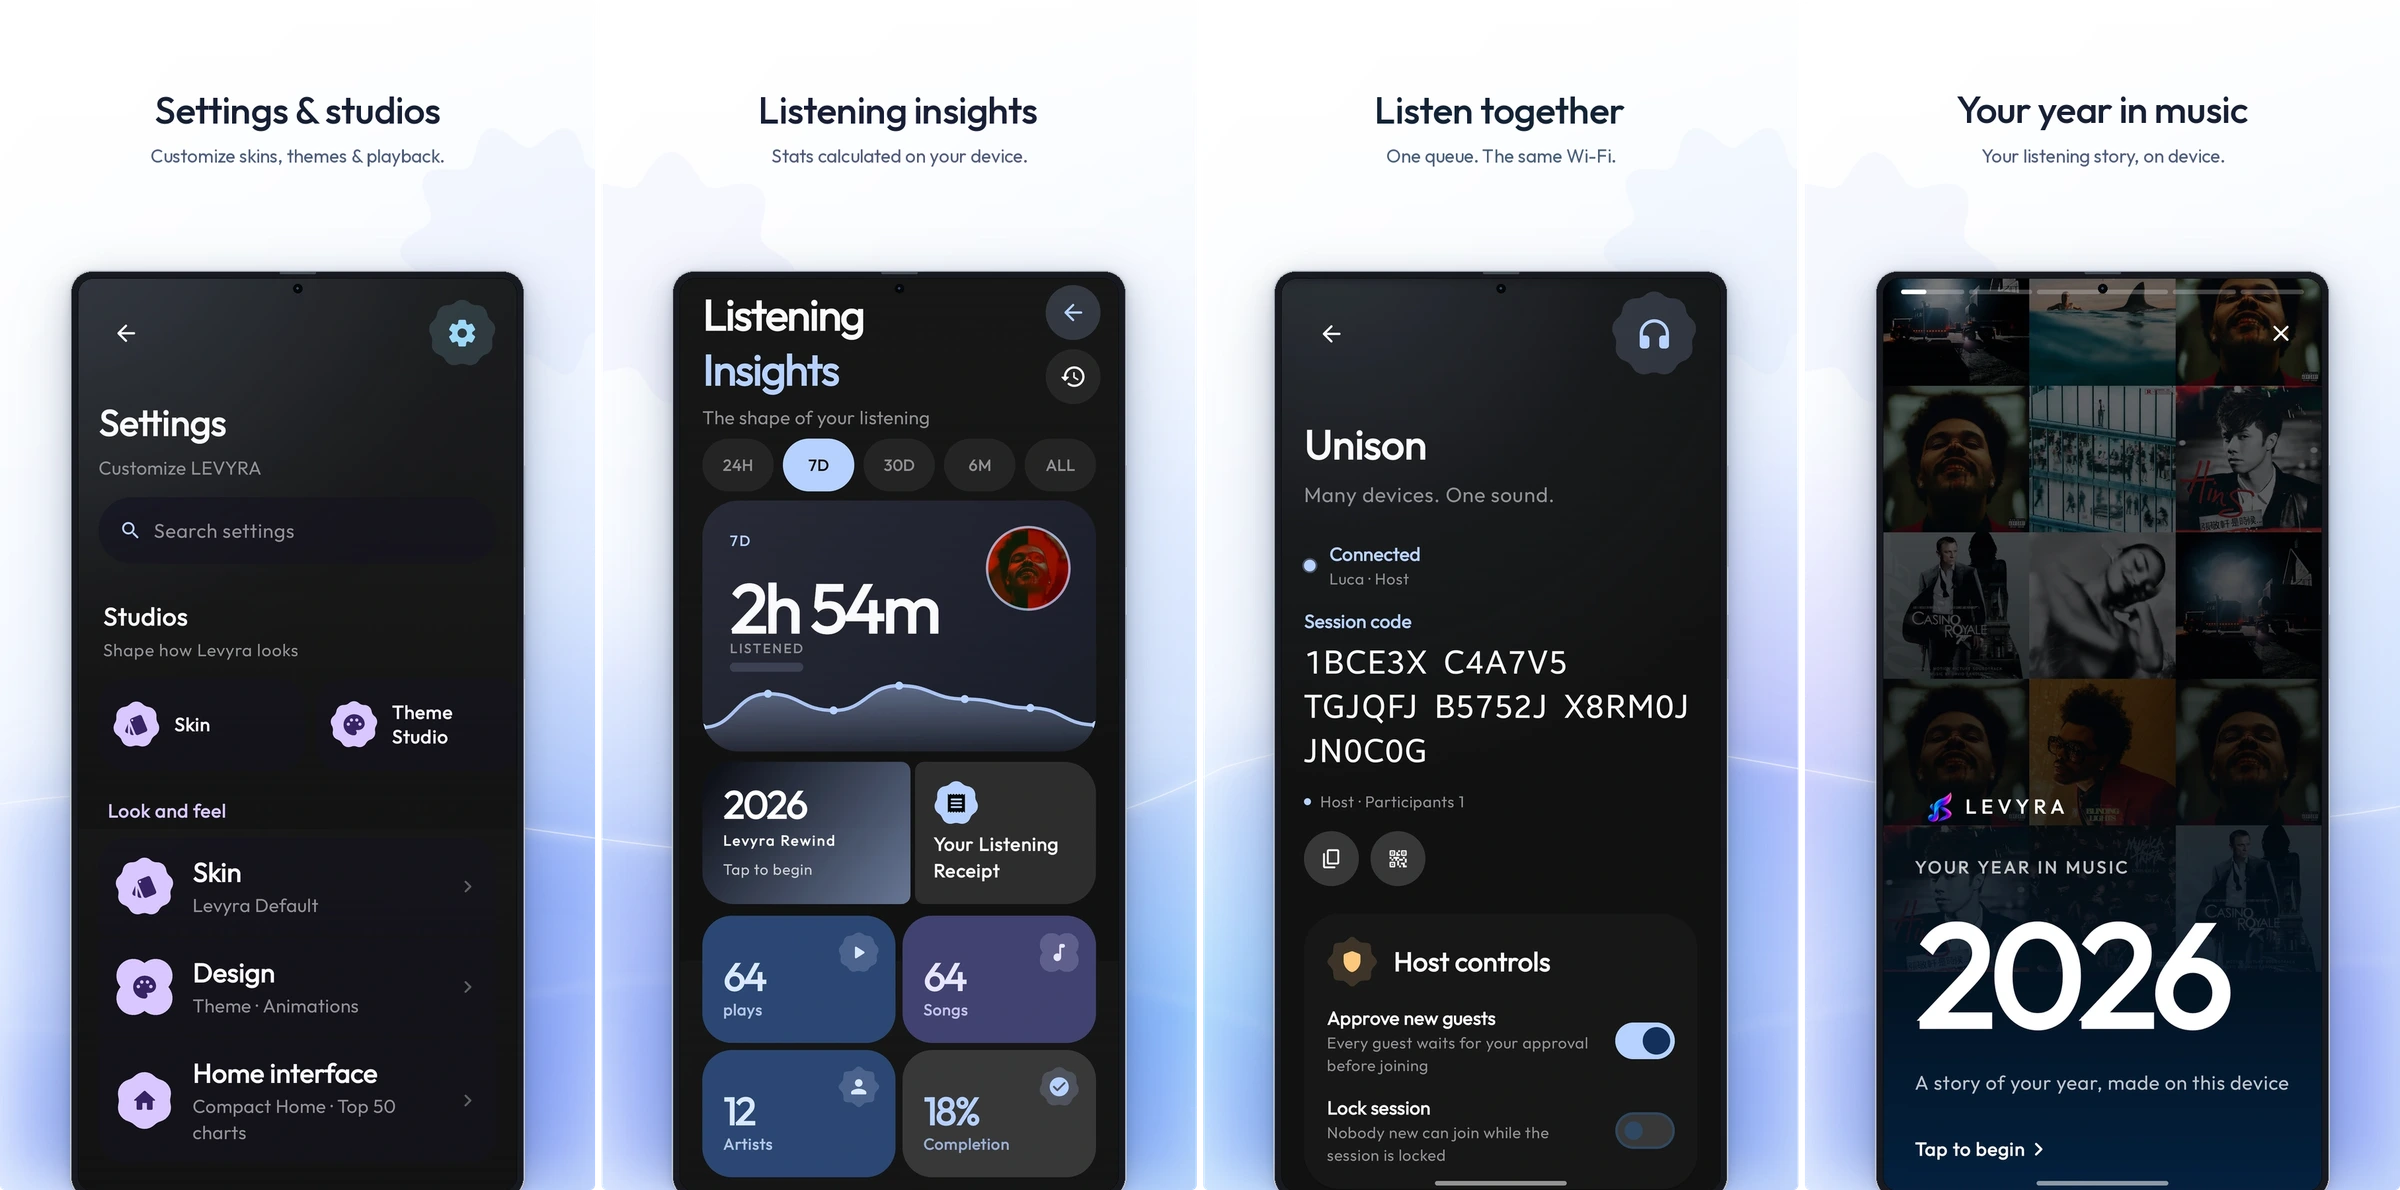 Settings & studios
Customize skins, themes & playback.
Settings
Customize LEVYRA
Search settings
Studios
Shape how Levyra looks
Skin
Theme
Studio
Look and feel
Skin
Levyra Default
Design
Theme · Animations
Home interface
Compact Home · Top 50
charts
Listening insights
Stats calculated on your device.
Listening
Insights
The shape of your listening
24H 7D 30D 6M ALL
7D
2h 54m
LISTENED
2026
Levyra Rewind
Tap to begin
Your Listening
Receipt
64
plays
64
Songs
12
Artists
18%
Completion
Listen together
One queue. The same Wi-Fi.
Unison
Many devices. One sound.
Connected
Luca · Host
Session code
1BCE3X C4A7V5
TGJQFJ B5752J X8RM0J
JN0C0G
Host · Participants 1
Host controls
Approve new guests
Every guest waits for your approval
before joining
Lock session
Nobody new can join while the
session is locked
Your year in music
Your listening story, on device.
CASINO
ROYALE
LEVYRA
YOUR YEAR IN MUSIC
CASINO
ROYALE
2026
A story of your year, made on this device
Tap to begin